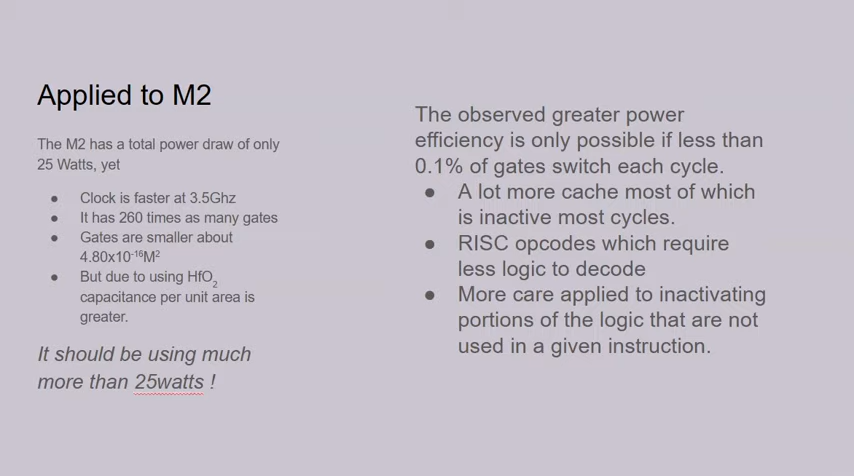 Applied to M2
The M2 has a total power draw of only
25 Watts, yet
● Clock is faster at 3.5Ghz
● It has 260 times as many gates
● Gates are smaller about
4.80x10⁻¹⁶M²
● But due to using HfO₂
capacitance per unit area is
greater.
It should be using much
more than 25watts !
The observed greater power
efficiency is only possible if less than
0.1% of gates switch each cycle.
● A lot more cache most of which
is inactive most cycles.
● RISC opcodes which require
less logic to decode
● More care applied to inactivating
portions of the logic that are not
used in a given instruction.